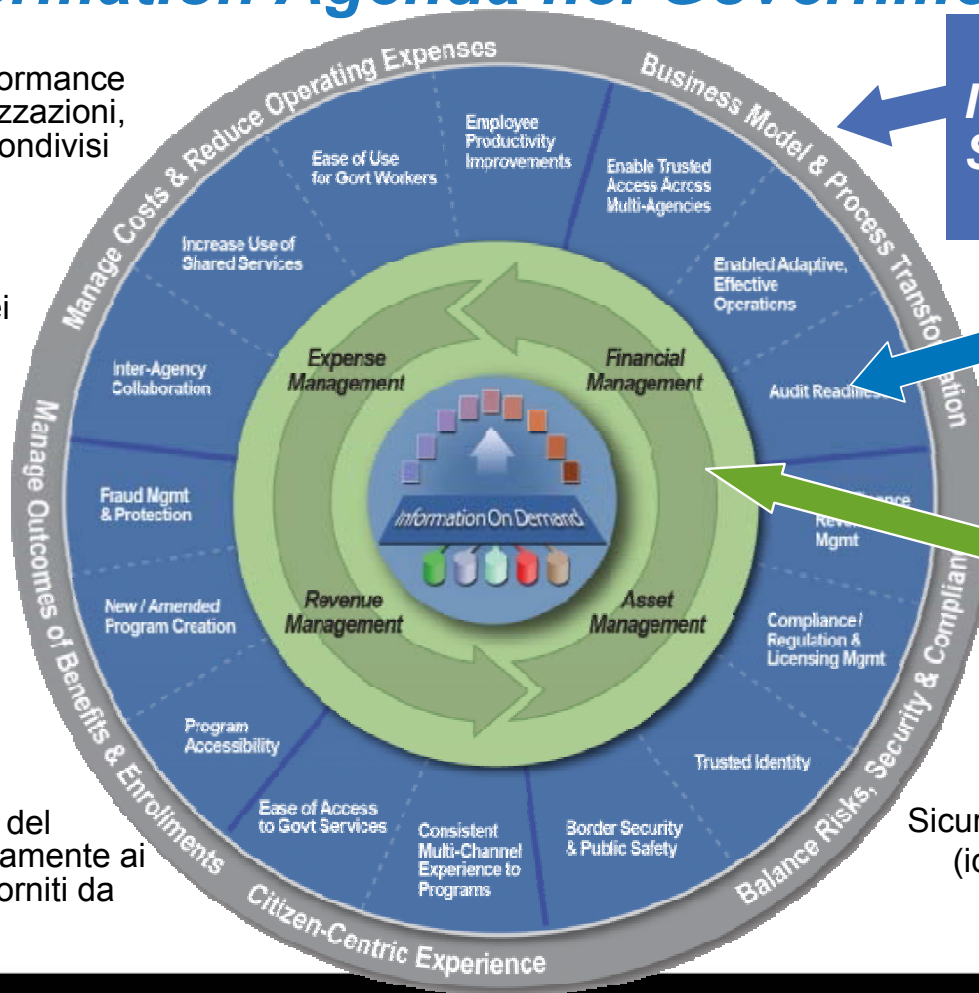 ormation Agenda nel Governme
ormance
zzazioni,
ondivisi
ei
Manage Costs & Reduce Operating Expenses
Business Model & Process Transfo ation
Balance Risks, Security & Complian
Citizen-Centric Experience
Manage Outcomes of Benefits & Enrollments
Employee
Productivity
Improvements
Ease of Use
for Govt Workers
Increase Use of
Shared Services
Inter-Agency
Collaboration
Enable Trusted
Access Across
Multi-Agencies
Enabled Adaptive,
Effective
Operations
Audit Readines
Fraud Mgmt
& Protection
New / Amended
Program Creation
Program
Accessibility
Ease of Access
to Govt Services
Consistent
Multi-Channel
Experience to
Programs
Border Security
& Public Safety
Trusted Identity
Compliance /
Regulation &
Licensing Mgmt
Mgmt
Expense
Management
Financial
Management
Revenue
Management
Asset
Management
Information On Demand
I
S
del
amente ai
orniti da
Sicur
(id